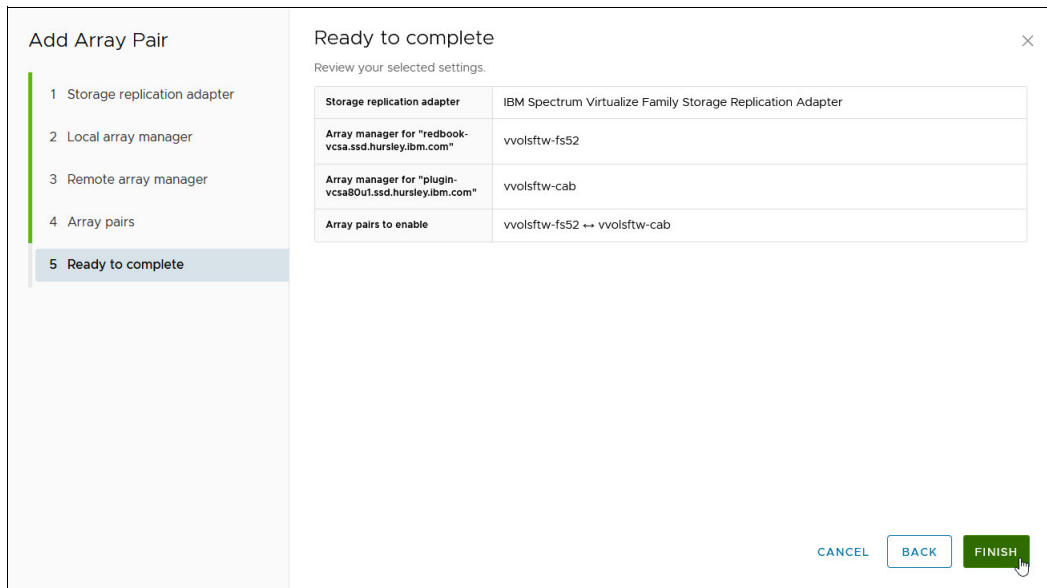 Add Array Pair
1 Storage replication adapter
2 Local array manager
3 Remote array manager
4 Array pairs
5 Ready to complete
Ready to complete
Review your selected settings.
Storage replication adapter
IBM Spectrum Virtualize Family Storage Replication Adapter
Array manager for "redbook-
vcsa.ssd.hursley.ibm.com"
vvolsftw-fs52
Array manager for "plugin-
vcsa80u1.ssd.hursley.ibm.com"
vvolsftw-cab
Array pairs to enable
vvolsftw-fs52 ↔ vvolsftw-cab
CANCEL
BACK
FINISH